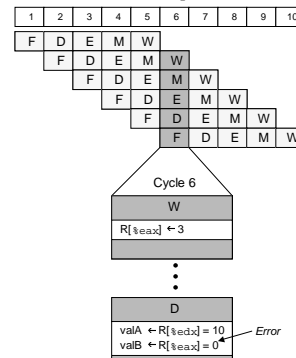 1 2 3 4 5 6 7 8 9 10
F D E M W
F D E M W
F D E M W
F D E M W
F D E M W
F D E M W
Cycle 6
W
R[%eax] ← 3
D
valA ← R[%edx] = 10
valB ← R[%eax] = 0
Error